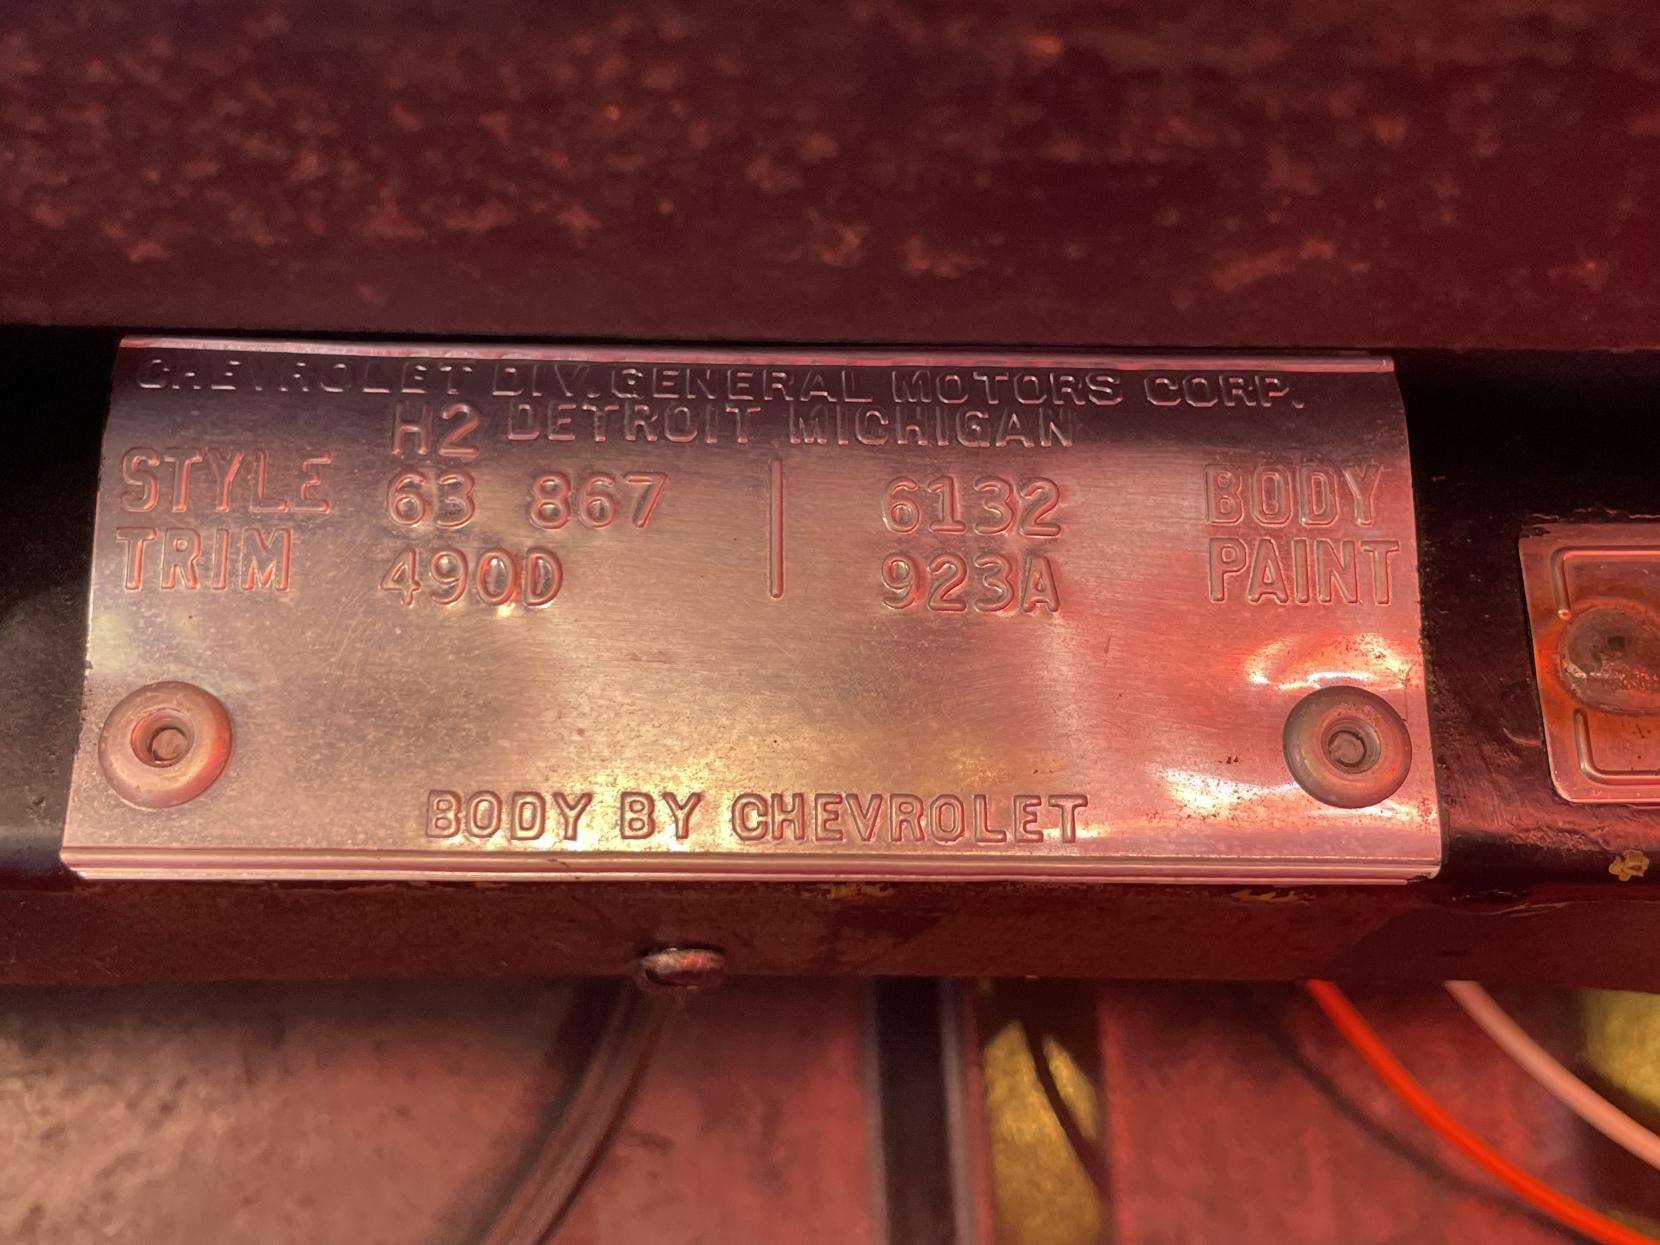 CHEVROLET DIV. GENERAL MOTORS CORP.
H2 DETROIT MICHIGAN
STYLE 63 867 | 6132 BODY
TRIM 490D 923A PAINT
BODY BY CHEVROLET